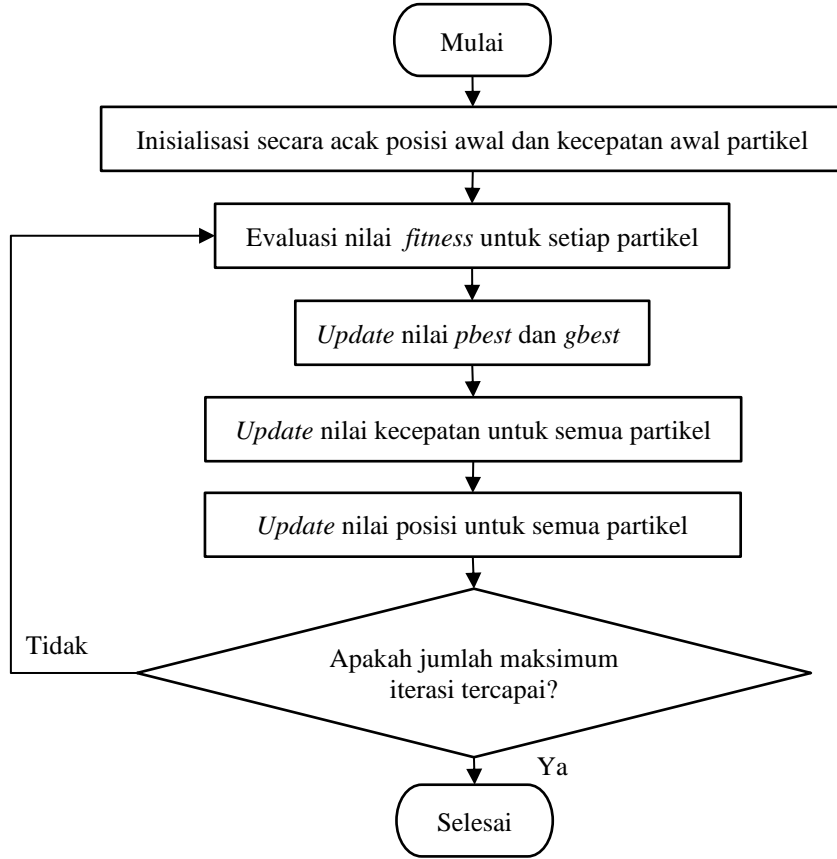 Mulai
Inisialisasi secara acak posisi awal dan kecepatan awal partikel
Evaluasi nilai fitness untuk setiap partikel
Update nilai pbest dan gbest
Update nilai kecepatan untuk semua partikel
Update nilai posisi untuk semua partikel
Tidak
Apakah jumlah maksimum
iterasi tercapai?
Ya
Selesai